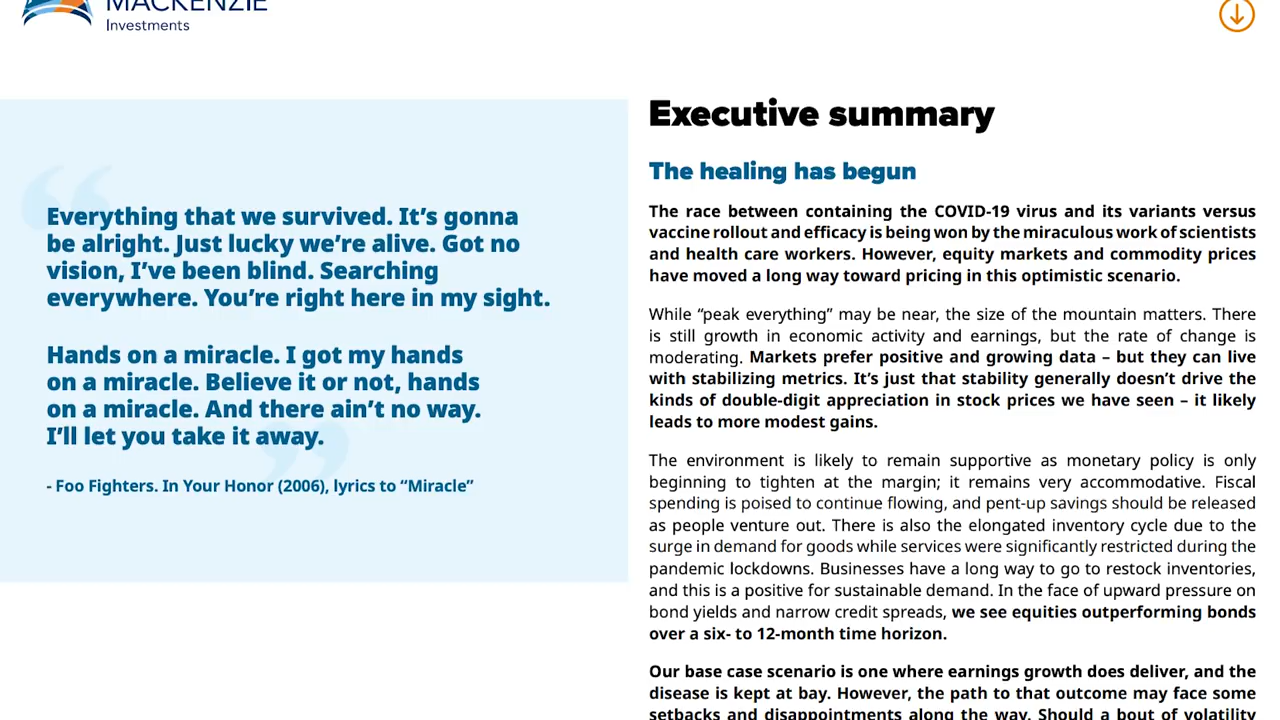 MACKENZIE
Investments
Everything that we survived. It’s gonna
be alright. Just lucky we’re alive. Got no
vision, I’ve been blind. Searching
everywhere. You’re right here in my sight.
Hands on a miracle. I got my hands
on a miracle. Believe it or not, hands
on a miracle. And there ain’t no way.
I’ll let you take it away.
- Foo Fighters. In Your Honor (2006), lyrics to “Miracle”
Executive summary
The healing has begun
The race between containing the COVID-19 virus and its variants versus
vaccine rollout and efficacy is being won by the miraculous work of scientists
and health care workers. However, equity markets and commodity prices
have moved a long way toward pricing in this optimistic scenario.
While “peak everything” may be near, the size of the mountain matters. There
is still growth in economic activity and earnings, but the rate of change is
moderating. Markets prefer positive and growing data – but they can live
with stabilizing metrics. It’s just that stability generally doesn’t drive the
kinds of double-digit appreciation in stock prices we have seen – it likely
leads to more modest gains.
The environment is likely to remain supportive as monetary policy is only
beginning to tighten at the margin; it remains very accommodative. Fiscal
spending is poised to continue flowing, and pent-up savings should be released
as people venture out. There is also the elongated inventory cycle due to the
surge in demand for goods while services were significantly restricted during the
pandemic lockdowns. Businesses have a long way to go to restock inventories,
and this is a positive for sustainable demand. In the face of upward pressure on
bond yields and narrow credit spreads, we see equities outperforming bonds
over a six- to 12-month time horizon.
Our base case scenario is one where earnings growth does deliver, and the
disease is kept at bay. However, the path to that outcome may face some
setbacks and disappointments along the way. Should a bout of volatility